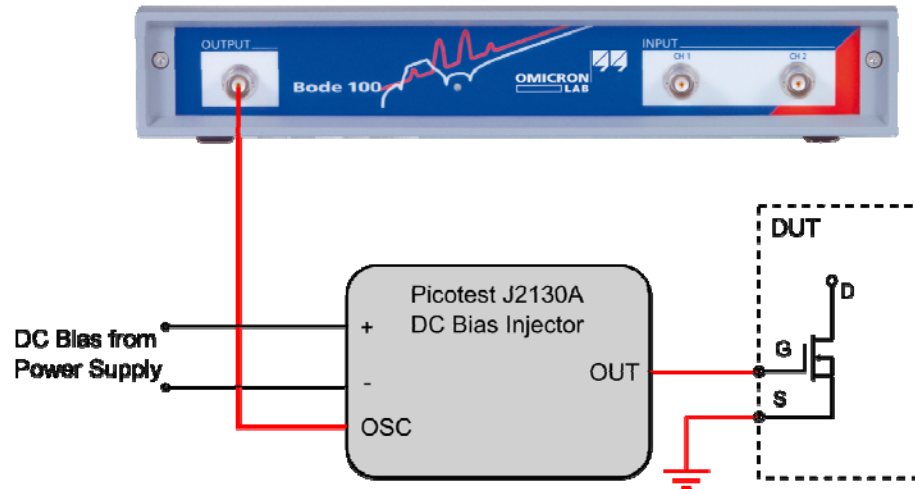 OUTPUT
INPUT
CH 1
CH 2
Bode 100
OMICRON
LAB
DUT
D
Picotest J2130A
DC Bias Injector
DC Bias from
Power Supply
+
-
G
OUT
S
OSC